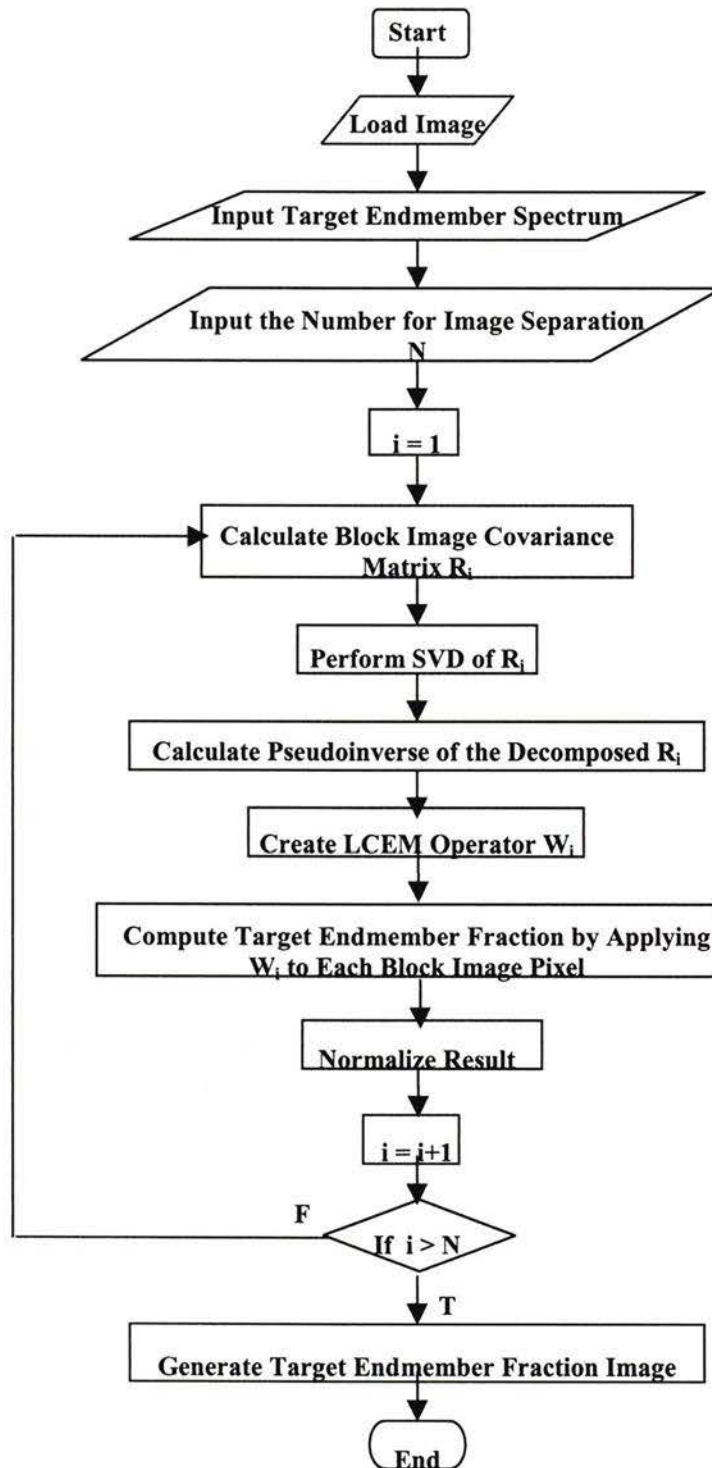 Start
Load Image
Input Target Endmember Spectrum
Input the Number for Image Separation
N
i = 1
Calculate Block Image Covariance
Matrix Rᵢ
Perform SVD of Rᵢ
Calculate Pseudoinverse of the Decomposed Rᵢ
Create LCEM Operator Wᵢ
Compute Target Endmember Fraction by Applying
Wᵢ to Each Block Image Pixel
Normalize Result
i = i+1
F
If i > N
T
Generate Target Endmember Fraction Image
End